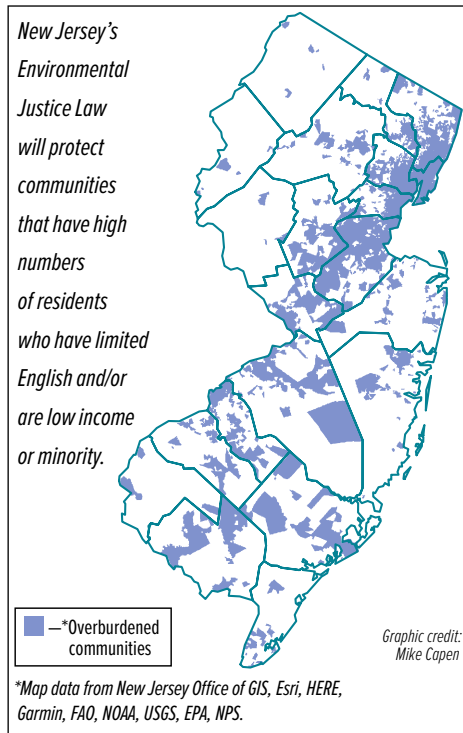 New Jersey's
Environmental
Justice Law
will protect
communities
that have high
numbers
of residents
who have limited
English and/or
are low income
or minority.
—*Overburdened
communities
Graphic credit:
Mike Capen
*Map data from New Jersey Office of GIS, Esri, HERE,
Garmin, FAO, NOAA, USGS, EPA, NPS.